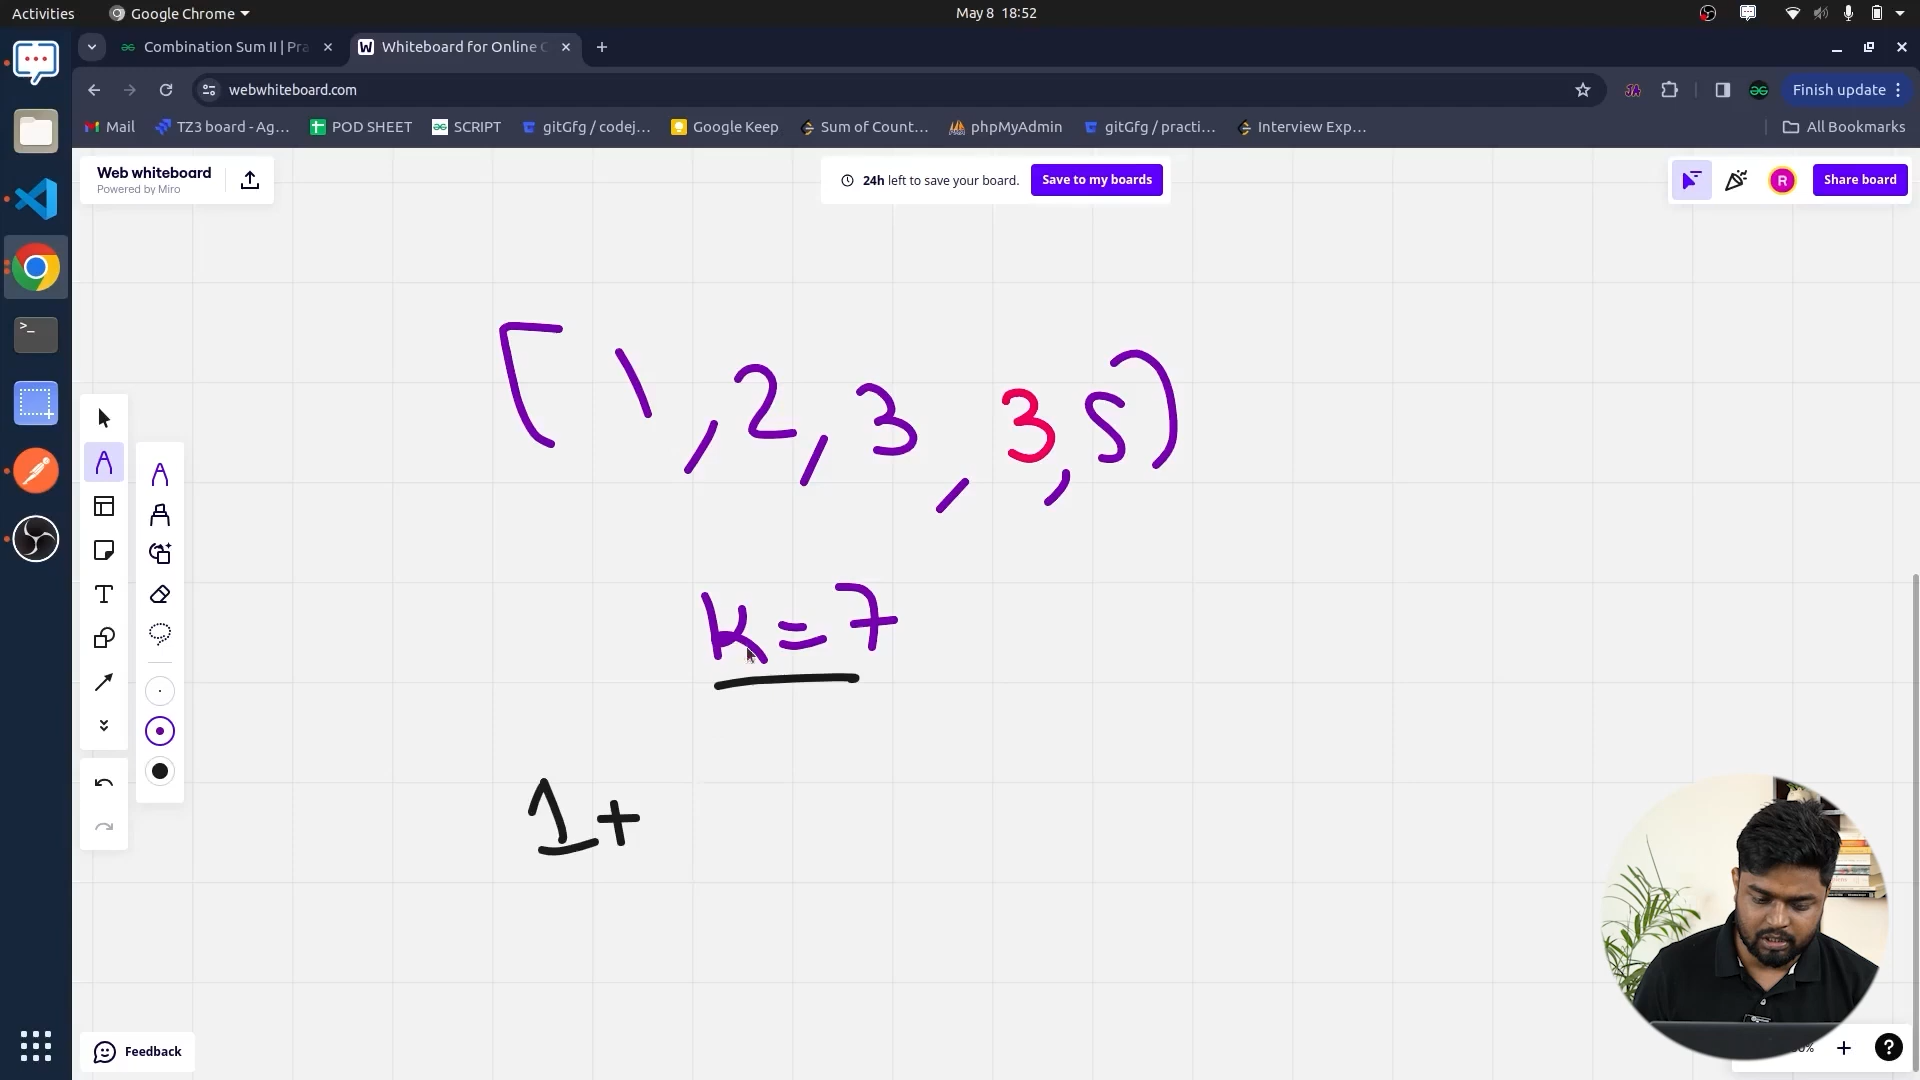 Activities Google Chrome May 8 18:52
Combination Sum II | Pra Whiteboard for Online C
webwhiteboard.com Finish update
Mail TZ3 board - Ag... POD SHEET SCRIPT gitGfg / codej... Google Keep Sum of Count... phpMyAdmin gitGfg / practi... Interview Exp... All Bookmarks
Web whiteboard
Powered by Miro
24h left to save your board. Save to my boards
R Share board
[1, 2, 3, 3, 5)
k=7
1+
Feedback